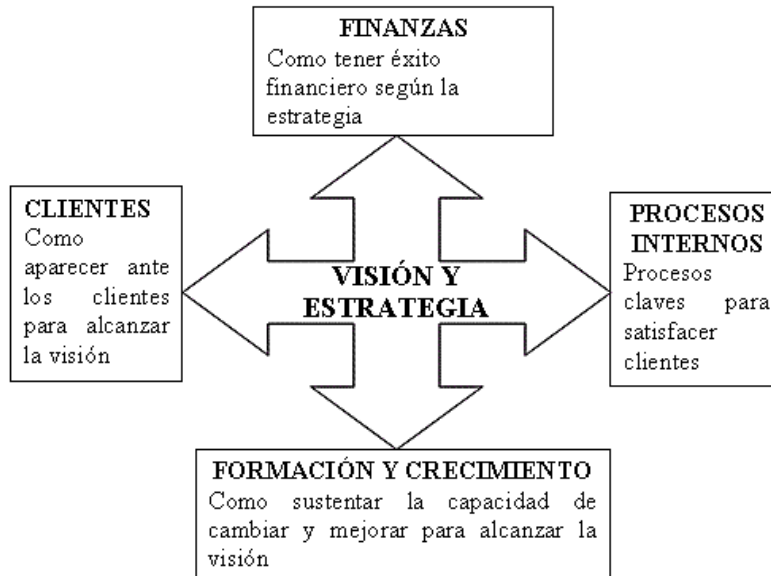 FINANZAS
Como tener éxito
financiero según la
estrategia
CLIENTES
Como
aparecer ante
los clientes
para alcanzar
la visión
VISIÓN Y
ESTRATEGIA
PROCESOS
INTERNOS
Procesos
claves para
satisfacer
clientes
FORMACIÓN Y CRECIMIENTO
Como sustentar la capacidad de
cambiar y mejorar para alcanzar la
visión